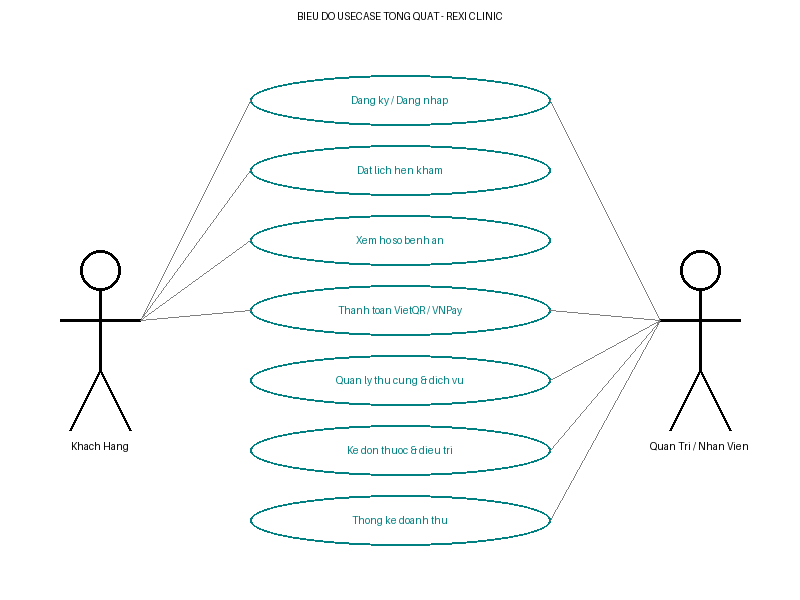 BIEU DO USECASE TONG QUAT - REXI CLINIC
Dang ky / Dang nhap
Dat lich hen kham
Xem ho so benh an
Thanh toan VietQR / VNPay
Quan ly thu cung & dich vu
Ke don thuoc & dieu tri
Thong ke doanh thu
Khach Hang
Quan Tri / Nhan Vien